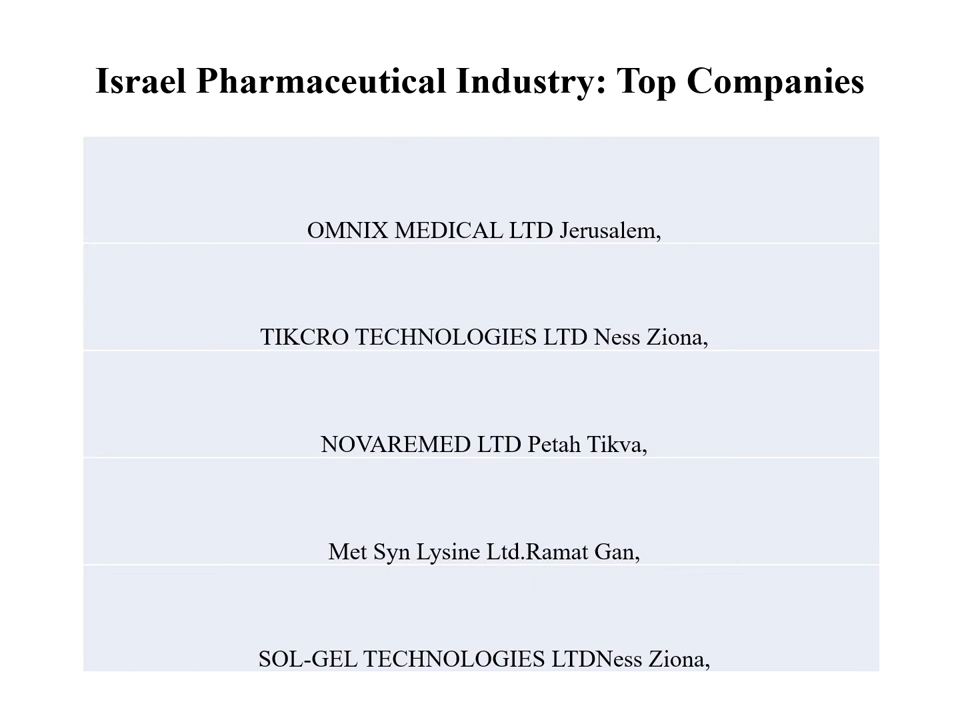 Israel Pharmaceutical Industry: Top Companies
OMNIX MEDICAL LTD Jerusalem,
TIKCRO TECHNOLOGIES LTD Ness Ziona,
NOVAREMED LTD Petah Tikva,
Met Syn Lysine Ltd.Ramat Gan,
SOL-GEL TECHNOLOGIES LTDNess Ziona,